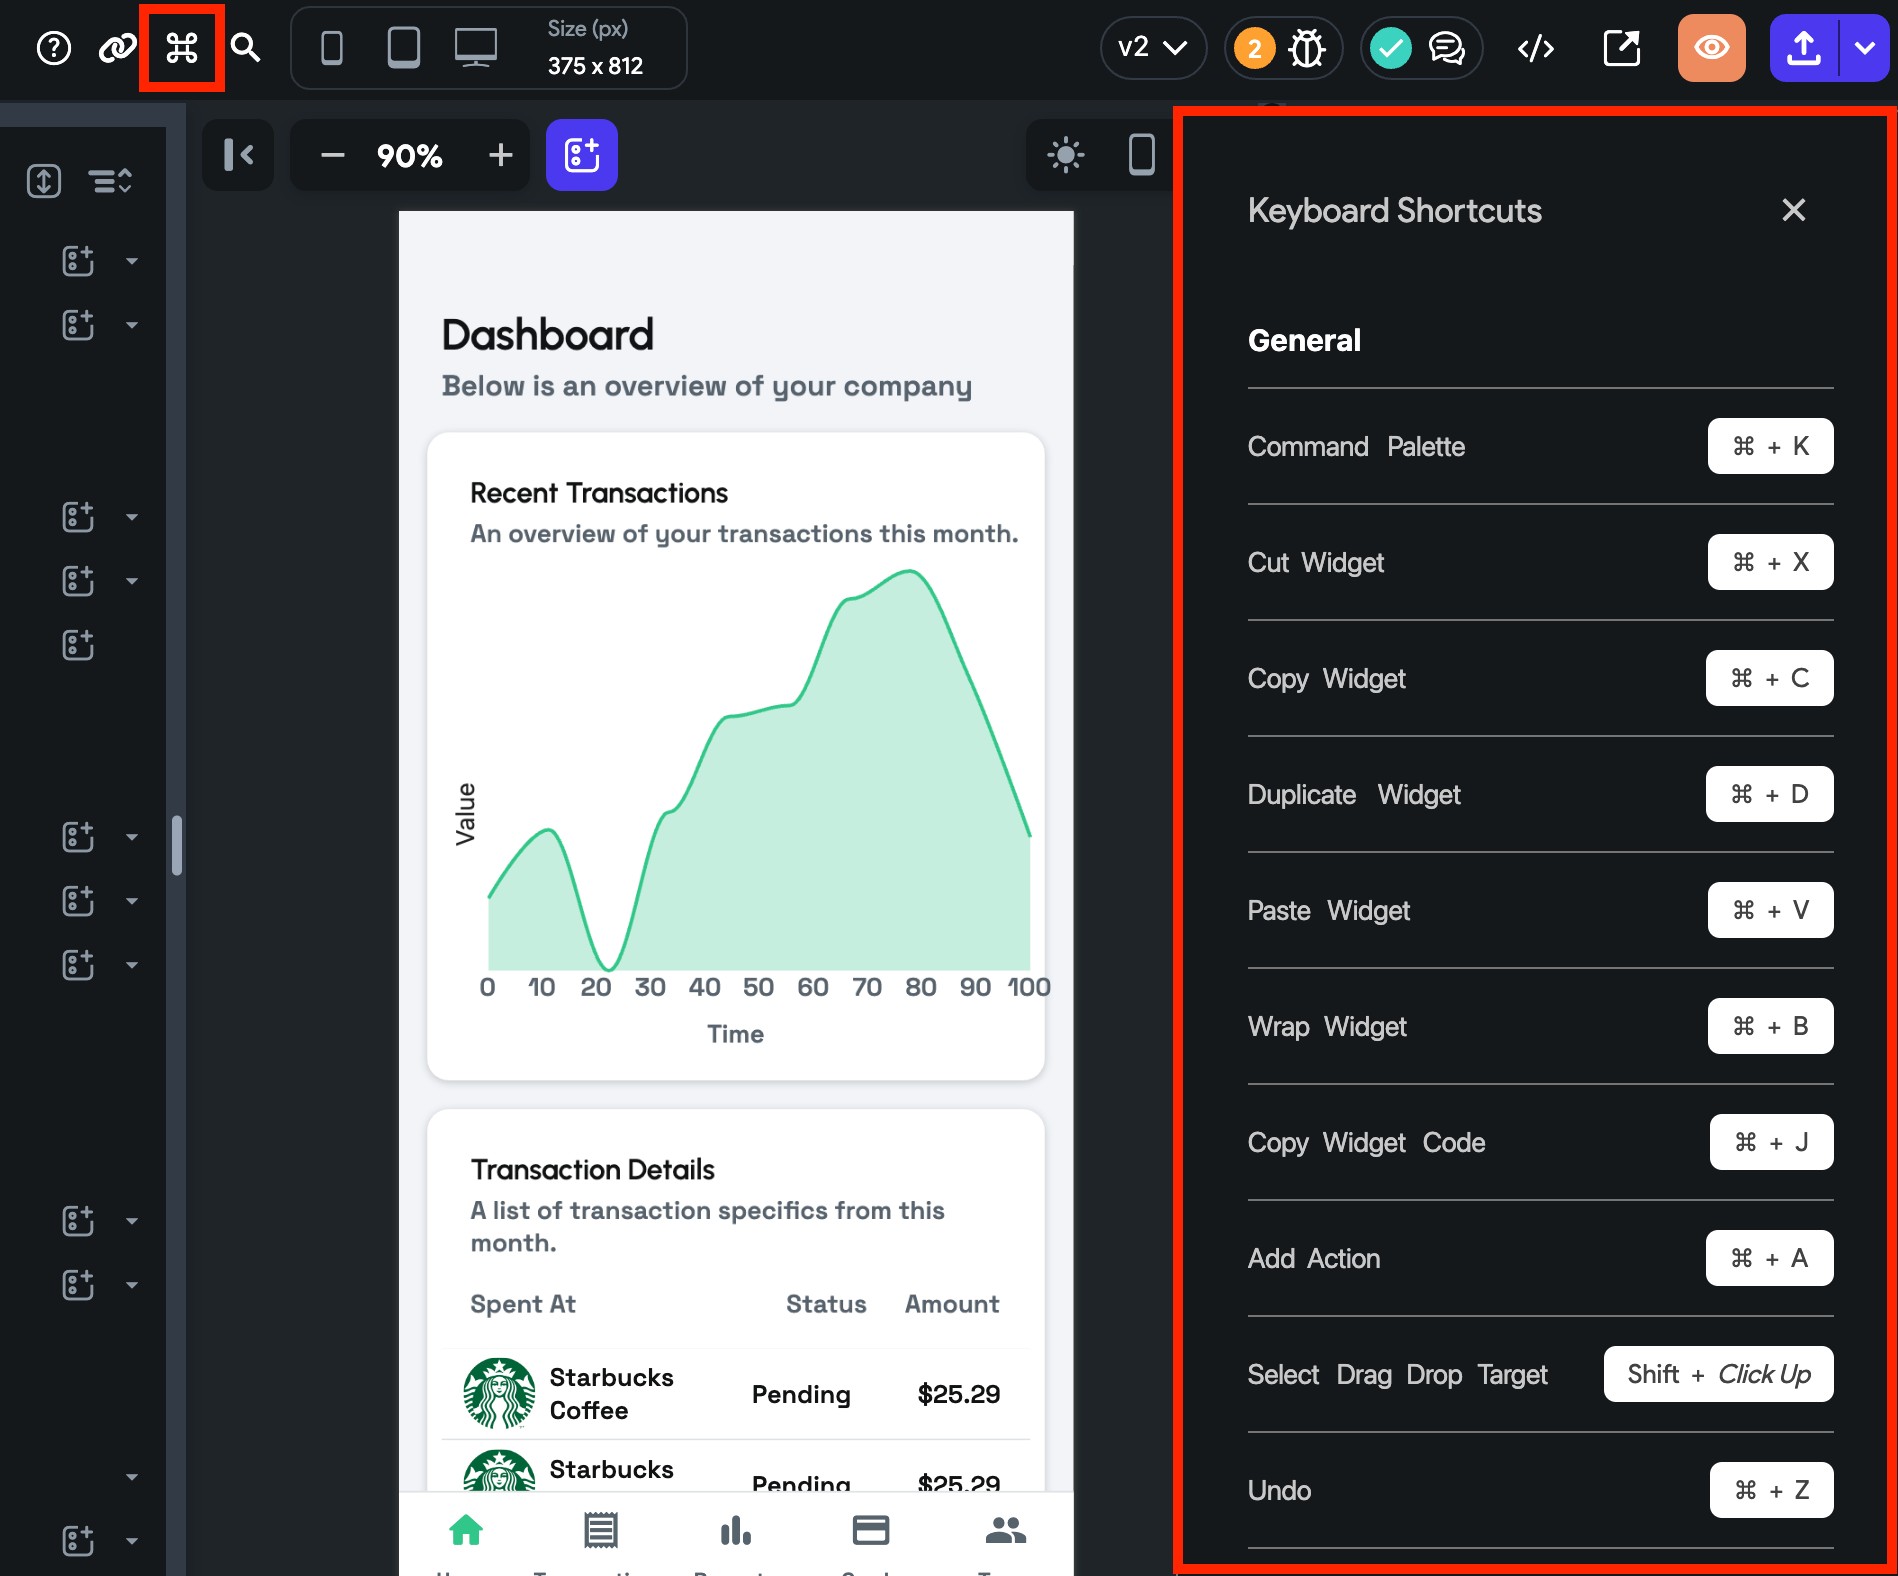 Size (px)
375 x 812
v2
2
90%
Keyboard Shortcuts
General
Command Palette
⌘ + K
Cut Widget
⌘ + X
Copy Widget
⌘ + C
Duplicate Widget
⌘ + D
Paste Widget
⌘ + V
Wrap Widget
⌘ + B
Copy Widget Code
⌘ + J
Add Action
⌘ + A
Select Drag Drop Target
Shift + Click Up
Undo
⌘ + Z
Dashboard
Below is an overview of your company
Recent Transactions
An overview of your transactions this month.
Value
0 10 20 30 40 50 60 70 80 90 100
Time
Transaction Details
A list of transaction specifics from this
month.
Spent At Status Amount
Starbucks
Coffee
Pending $25.29
Starbucks
Pending $25.29